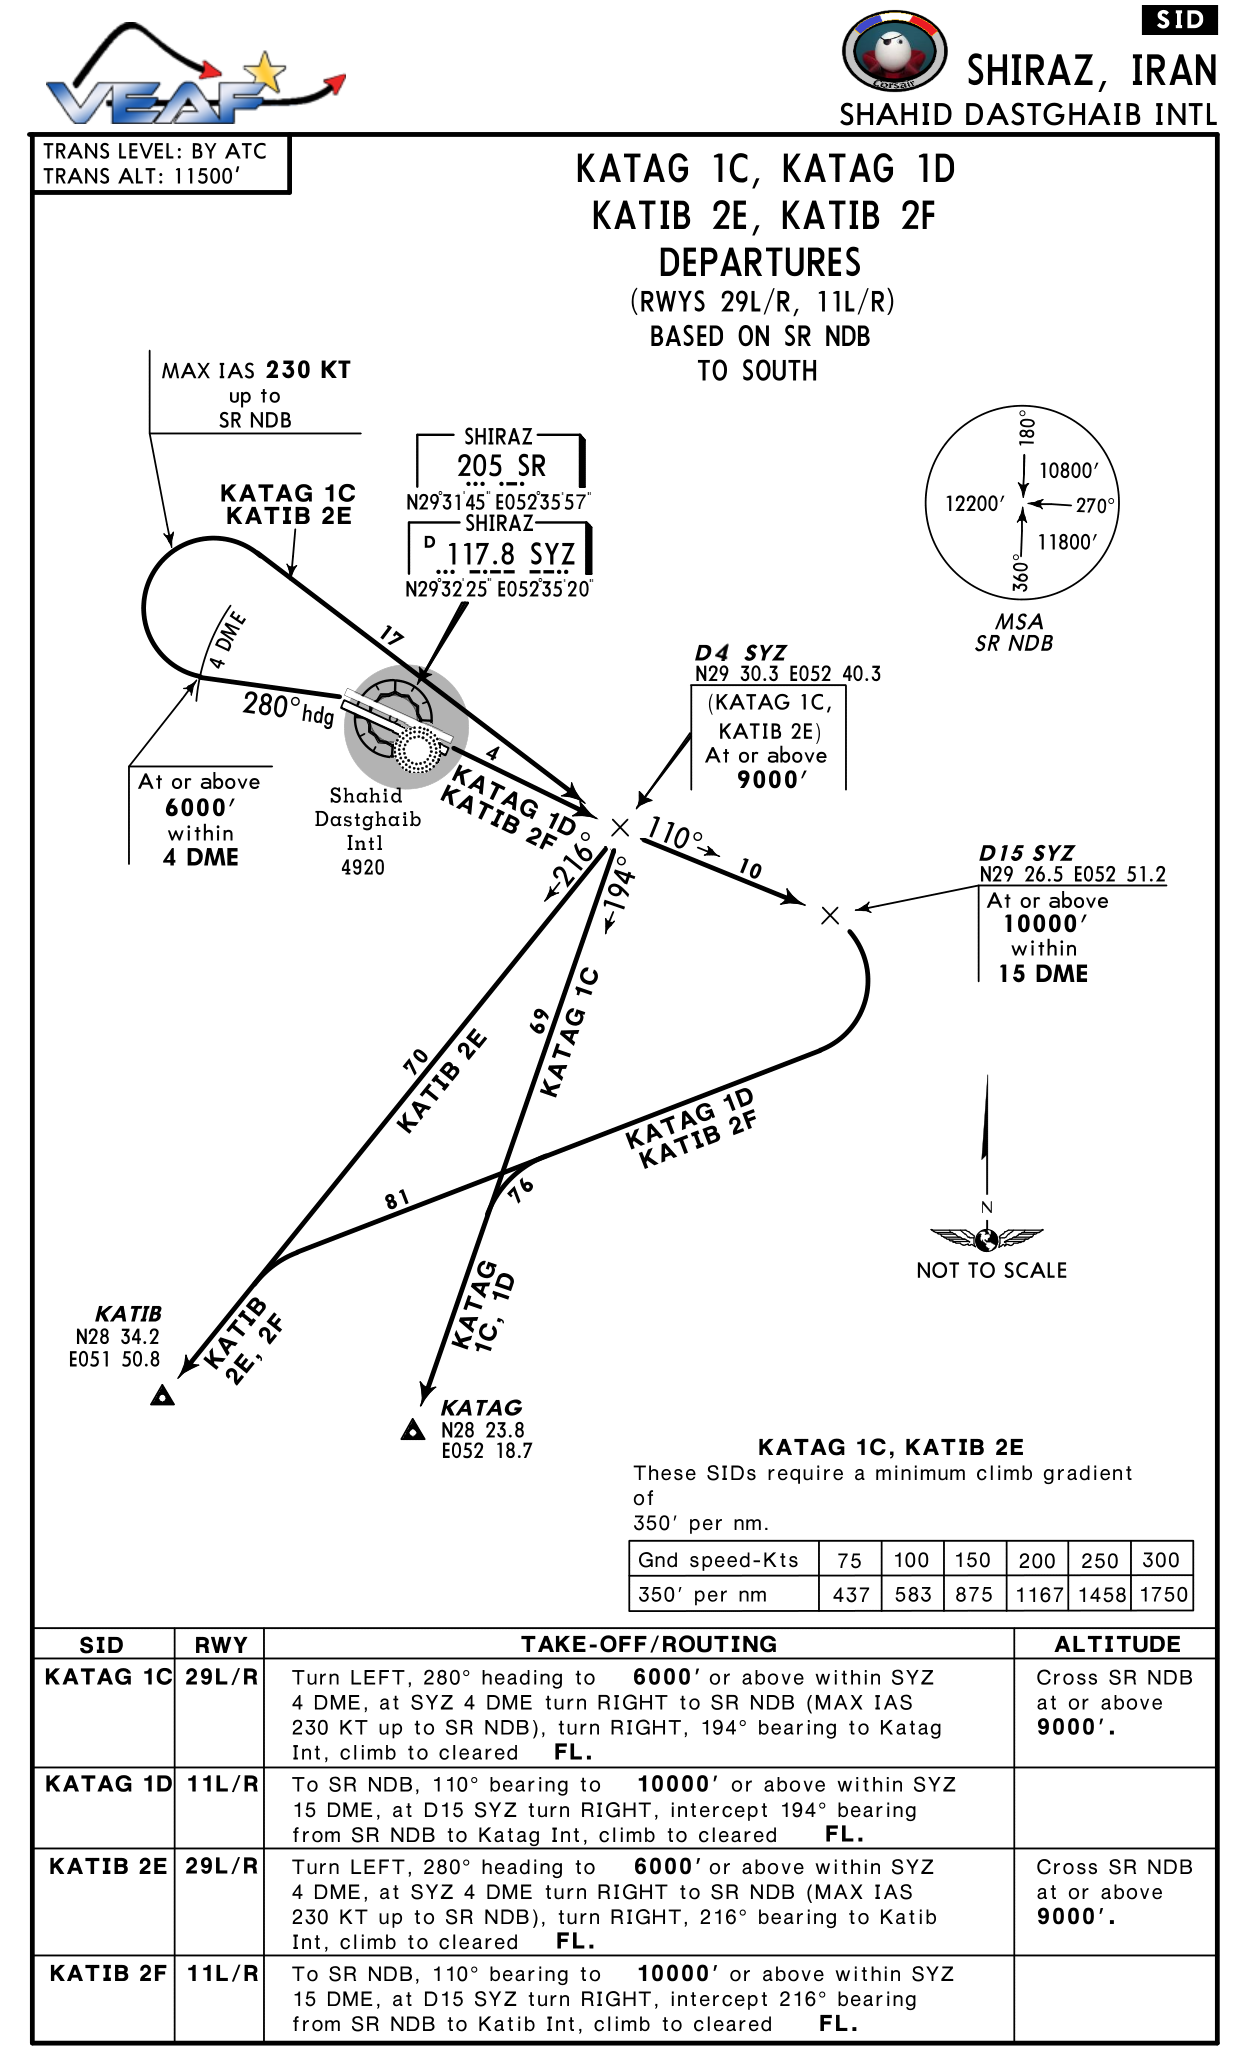 VEAF
Corsair
SID
SHIRAZ, IRAN
SHAHID DASTGHAIB INTL
TRANS LEVEL: BY ATC
TRANS ALT: 11500′
KATAG 1C, KATAG 1D
KATIB 2E, KATIB 2F
DEPARTURES
(RWYS 29L/R, 11L/R)
BASED ON SR NDB
TO SOUTH
MAX IAS 230 KT
up to
SR NDB
KATAG 1C
KATIB 2E
SHIRAZ
205 SR
N29°31'45" E052°35'57"
SHIRAZ
D 117.8 SYZ
N29°32'25" E052°35'20"
180°
10800′
12200′
270°
11800′
360°
MSA
SR NDB
17
4 DME
280°hdg
At or above
6000′
within
4 DME
Shahid
Dastghaib
Intl
4920
4
KATAG 1D
KATIB 2F
D4 SYZ
N29 30.3 E052 40.3
(KATAG 1C,
KATIB 2E)
At or above
9000′
110°
10
D15 SYZ
N29 26.5 E052 51.2
At or above
10000′
within
15 DME
216°
194°
70
KATIB 2E
69
KATAG 1C
KATAG 1D
KATIB 2F
81
76
N
NOT TO SCALE
KATIB
2E, 2F
KATAG
1C, 1D
KATIB
N28 34.2
E051 50.8
KATAG
N28 23.8
E052 18.7
KATAG 1C, KATIB 2E
These SIDs require a minimum climb gradient
of
350′ per nm.
Gnd speed-Kts 75 100 150 200 250 300
350′ per nm 437 583 875 1167 1458 1750
SID RWY TAKE-OFF/ROUTING ALTITUDE
KATAG 1C 29L/R Turn LEFT, 280° heading to 6000′ or above within SYZ Cross SR NDB
4 DME, at SYZ 4 DME turn RIGHT to SR NDB (MAX IAS at or above
230 KT up to SR NDB), turn RIGHT, 194° bearing to Katag 9000′.
Int, climb to cleared FL.
KATAG 1D 11L/R To SR NDB, 110° bearing to 10000′ or above within SYZ
15 DME, at D15 SYZ turn RIGHT, intercept 194° bearing
from SR NDB to Katag Int, climb to cleared FL.
KATIB 2E 29L/R Turn LEFT, 280° heading to 6000′ or above within SYZ Cross SR NDB
4 DME, at SYZ 4 DME turn RIGHT to SR NDB (MAX IAS at or above
230 KT up to SR NDB), turn RIGHT, 216° bearing to Katib 9000′.
Int, climb to cleared FL.
KATIB 2F 11L/R To SR NDB, 110° bearing to 10000′ or above within SYZ
15 DME, at D15 SYZ turn RIGHT, intercept 216° bearing
from SR NDB to Katib Int, climb to cleared FL.